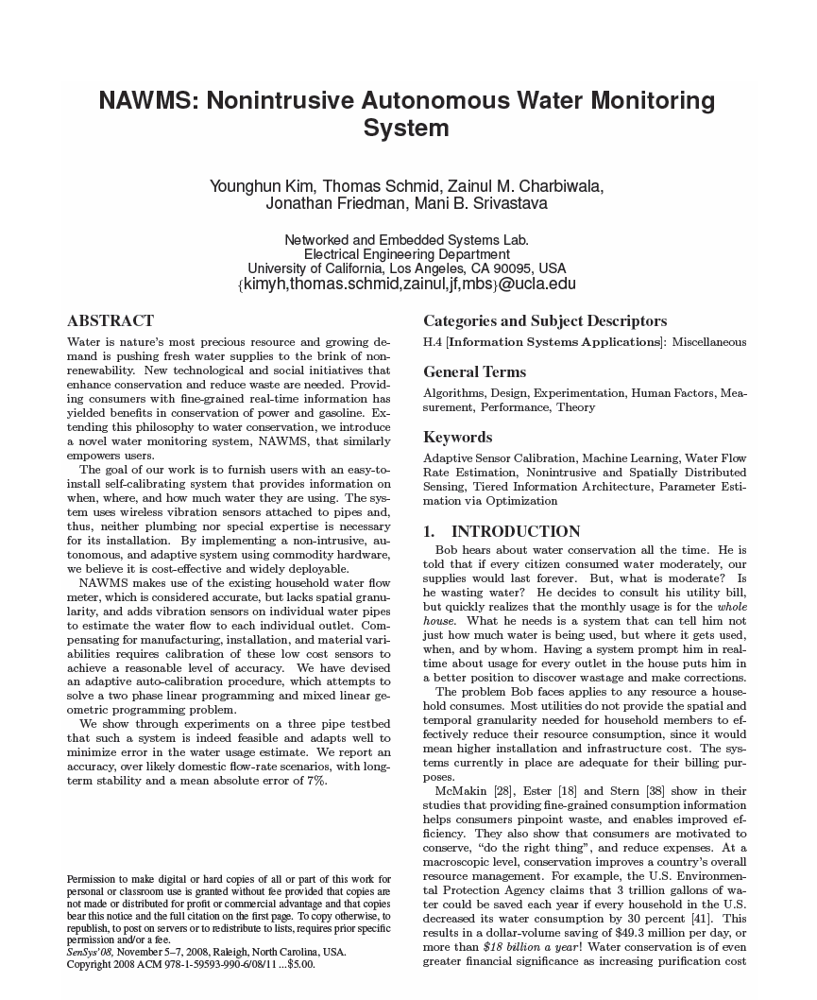 NAWMS: Nonintrusive Autonomous Water Monitoring
System
Younghun Kim, Thomas Schmid, Zainul M. Charbiwala,
Jonathan Friedman, Mani B. Srivastava
Networked and Embedded Systems Lab.
Electrical Engineering Department
University of California, Los Angeles, CA 90095, USA
{kimyh,thomas.schmid,zainul,jf,mbs}@ucla.edu
ABSTRACT
Water is nature's most precious resource and growing de-
mand is pushing fresh water supplies to the brink of non-
renewability. New technological and social initiatives that
enhance conservation and reduce waste are needed. Provid-
ing consumers with fine-grained real-time information has
yielded benefits in conservation of power and gasoline. Ex-
tending this philosophy to water conservation, we introduce
a novel water monitoring system, NAWMS, that similarly
empowers users.
The goal of our work is to furnish users with an easy-to-
install self-calibrating system that provides information on
when, where, and how much water they are using. The sys-
tem uses wireless vibration sensors attached to pipes and,
thus, neither plumbing nor special expertise is necessary
for its installation. By implementing a non-intrusive, au-
tonomous, and adaptive system using commodity hardware,
we believe it is cost-effective and widely deployable.
NAWMS makes use of the existing household water flow
meter, which is considered accurate, but lacks spatial granu-
larity, and adds vibration sensors on individual water pipes
to estimate the water flow to each individual outlet. Com-
pensating for manufacturing, installation, and material vari-
abilities requires calibration of these low cost sensors to
achieve a reasonable level of accuracy. We have devised
an adaptive auto-calibration procedure, which attempts to
solve a two phase linear programming and mixed linear ge-
ometric programming problem.
We show through experiments on a three pipe testbed
that such a system is indeed feasible and adapts well to
minimize error in the water usage estimate. We report an
accuracy, over likely domestic flow-rate scenarios, with long-
term stability and a mean absolute error of 7%.
Permission to make digital or hard copies of all or part of this work for
personal or classroom use is granted without fee provided that copies are
not made or distributed for profit or commercial advantage and that copies
bear this notice and the full citation on the first page. To copy otherwise, to
republish, to post on servers or to redistribute to lists, requires prior specific
permission and/or a fee.
SenSys'08, November 5–7, 2008, Raleigh, North Carolina, USA.
Copyright 2008 ACM 978-1-59593-990-6/08/11 ...$5.00.
Categories and Subject Descriptors
H.4 [Information Systems Applications]: Miscellaneous
General Terms
Algorithms, Design, Experimentation, Human Factors, Mea-
surement, Performance, Theory
Keywords
Adaptive Sensor Calibration, Machine Learning, Water Flow
Rate Estimation, Nonintrusive and Spatially Distributed
Sensing, Tiered Information Architecture, Parameter Esti-
mation via Optimization
1. INTRODUCTION
Bob hears about water conservation all the time. He is
told that if every citizen consumed water moderately, our
supplies would last forever. But, what is moderate? Is
he wasting water? He decides to consult his utility bill,
but quickly realizes that the monthly usage is for the whole
house. What he needs is a system that can tell him not
just how much water is being used, but where it gets used,
when, and by whom. Having a system prompt him in real-
time about usage for every outlet in the house puts him in
a better position to discover wastage and make corrections.
The problem Bob faces applies to any resource a house-
hold consumes. Most utilities do not provide the spatial and
temporal granularity needed for household members to ef-
fectively reduce their resource consumption, since it would
mean higher installation and infrastructure cost. The sys-
tems currently in place are adequate for their billing pur-
poses.
McMakin [28], Ester [18] and Stern [38] show in their
studies that providing fine-grained consumption information
helps consumers pinpoint waste, and enables improved ef-
ficiency. They also show that consumers are motivated to
conserve, “do the right thing”, and reduce expenses. At a
macroscopic level, conservation improves a country's overall
resource management. For example, the U.S. Environmen-
tal Protection Agency claims that 3 trillion gallons of wa-
ter could be saved each year if every household in the U.S.
decreased its water consumption by 30 percent [41]. This
results in a dollar-volume saving of $49.3 million per day, or
more than $18 billion a year! Water conservation is of even
greater financial significance as increasing purification cost